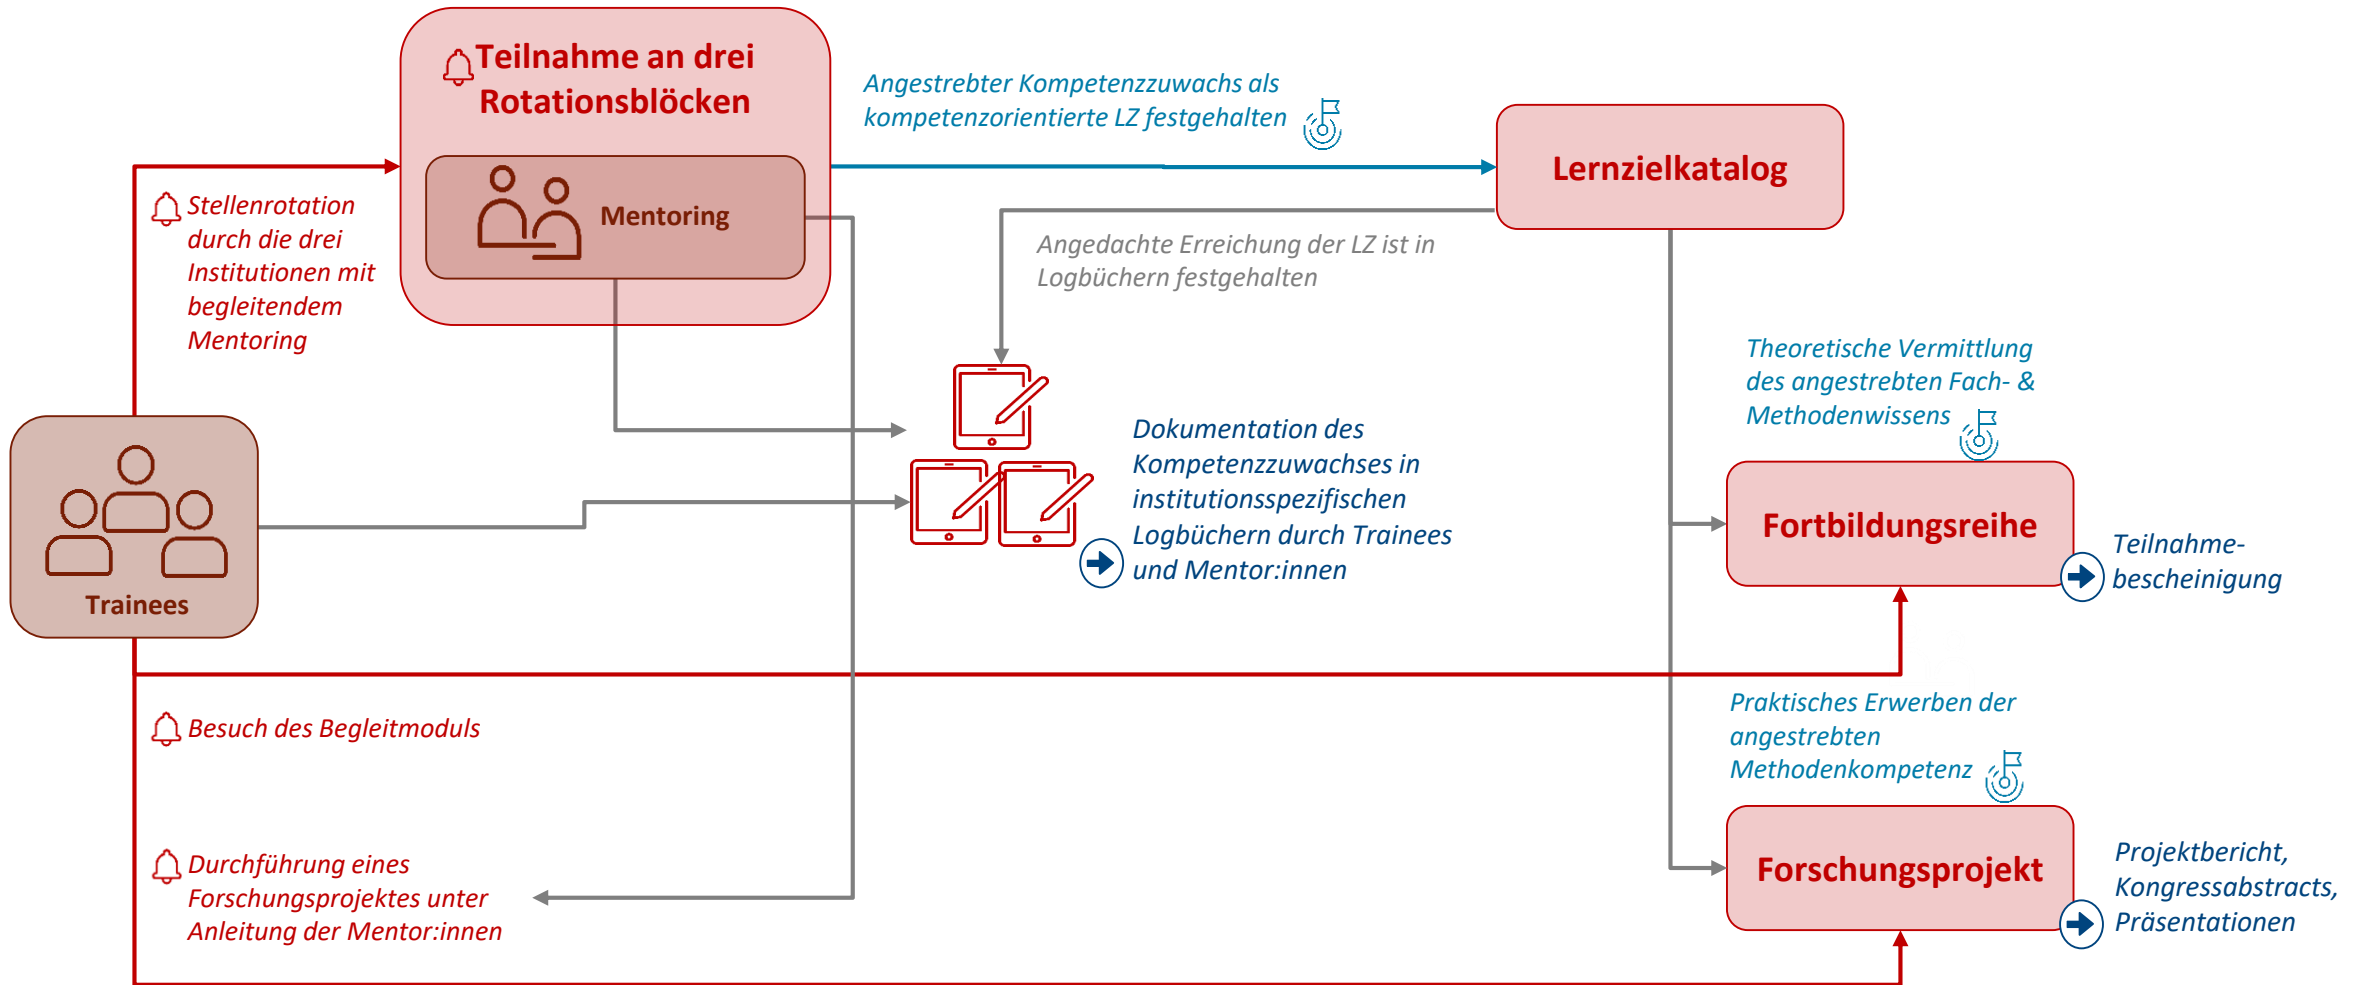 Teilnahme an drei
Rotationsblöcken
Mentoring
Angestrebter Kompetenzzuwachs als
kompetenzorientierte LZ festgehalten
Lernzielkatalog
Stellenrotation
durch die drei
Institutionen mit
begleitendem
Mentoring
Angedachte Erreichung der LZ ist in
Logbüchern festgehalten
Trainees
Dokumentation des
Kompetenzzuwachses in
institutionsspezifischen
Logbüchern durch Trainees
und Mentor:innen
Theoretische Vermittlung
des angestrebten Fach- &
Methodenwissens
Fortbildungsreihe
Teilnahme-
bescheinigung
Besuch des Begleitmoduls
Praktisches Erwerben der
angestrebten
Methodenkompetenz
Durchführung eines
Forschungsprojektes unter
Anleitung der Mentor:innen
Forschungsprojekt
Projektbericht,
Kongressabstracts,
Präsentationen